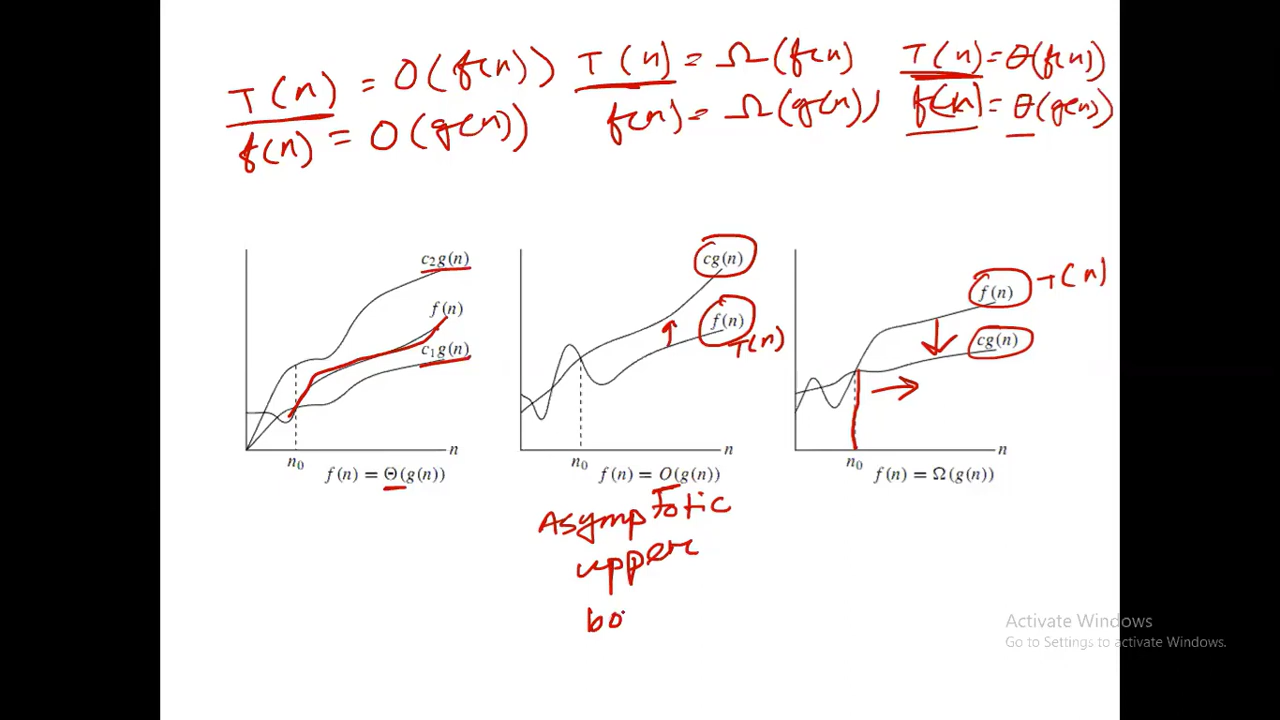 T(n) = O(f(n)) T(n) = Ω(f(n) T(n) = θ(f(n))
f(n) = O(g(n)) f(n) = Ω(g(n)) f(n) = θ(g(n))
c₂g(n)
f(n)
c₁g(n)
n
n₀
f(n) = Θ(g(n))
cg(n)
f(n)
T(n)
n
n₀
f(n) = O(g(n))
Asymptotic
upper
bo
f(n) T(n)
cg(n)
n
n₀
f(n) = Ω(g(n))
Activate Windows
Go to Settings to activate Windows.